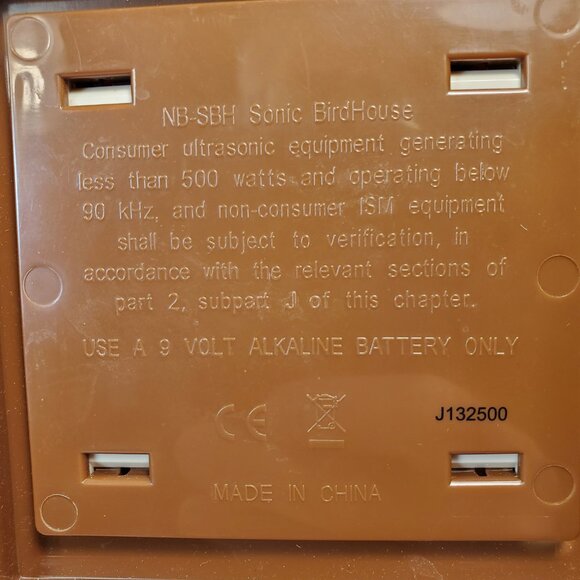 NB-SBH Sonic BirdHouse
Consumer ultrasonic equipment generating
less than 500 watts and operating below
90 kHz, and non-consumer ISM equipment
shall be subject to verification, in
accordance with the relevant sections of
part 2, subpart J of this chapter.
USE A 9 VOLT ALKALINE BATTERY ONLY
CE
J132500
MADE IN CHINA